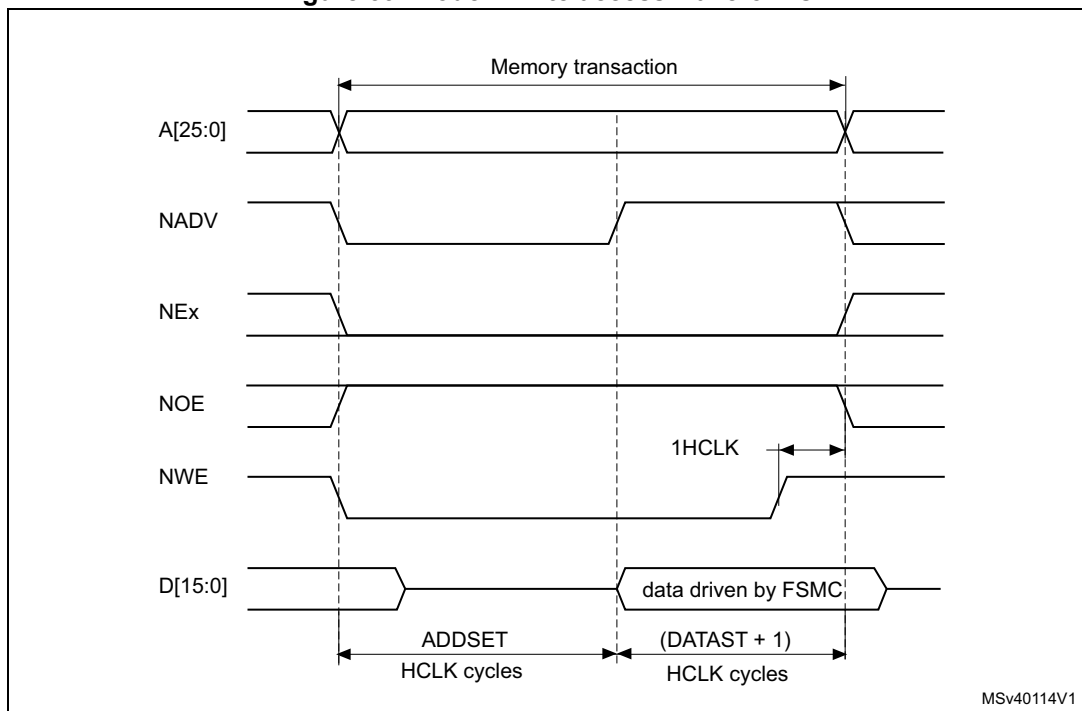 Memory transaction
A[25:0]
NADV
NEx
NOE
1HCLK
NWE
D[15:0]
data driven by FSMC
ADDSET
(DATAST + 1)
HCLK cycles
HCLK cycles
MSv40114V1